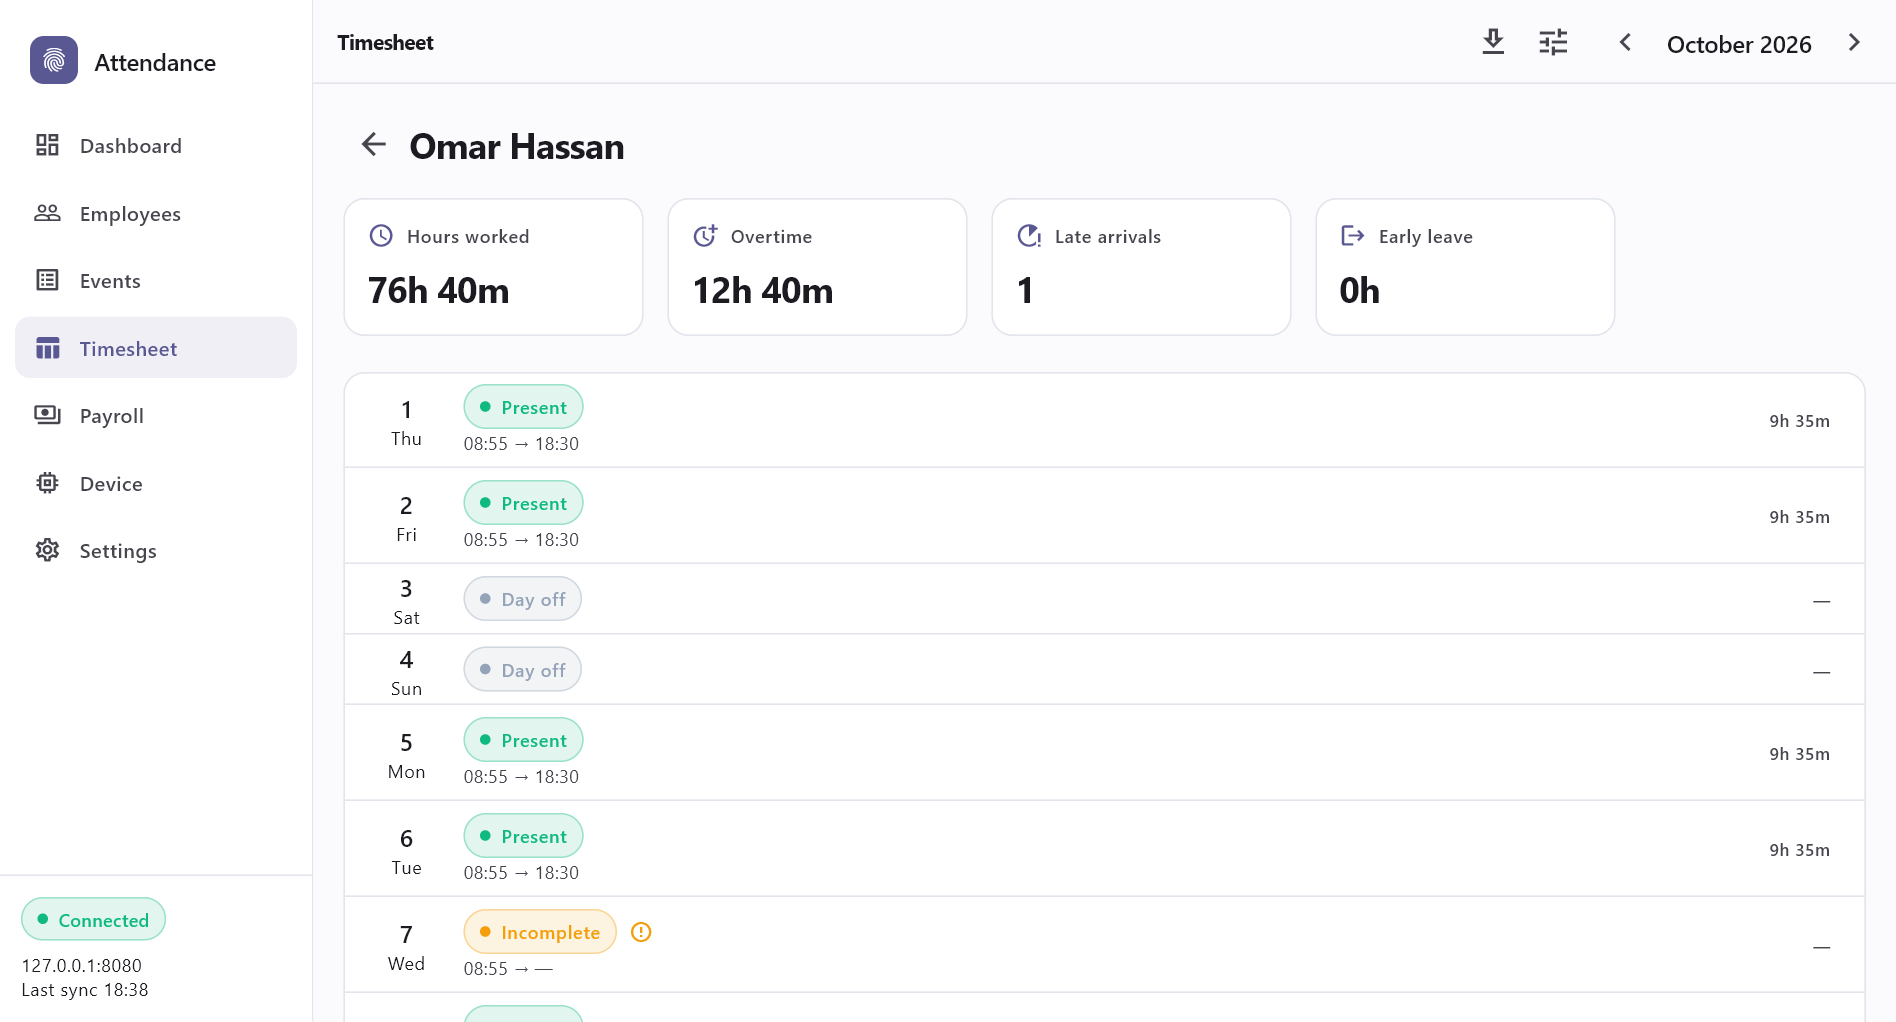 Attendance
Dashboard
Employees
Events
Timesheet
Payroll
Device
Settings
Connected
127.0.0.1:8080
Last sync 18:38
Timesheet
October 2026
Omar Hassan
Hours worked
76h 40m
Overtime
12h 40m
Late arrivals
1
Early leave
0h
1
Thu
Present
08:55 → 18:30
9h 35m
2
Fri
Present
08:55 → 18:30
9h 35m
3
Sat
Day off
—
4
Sun
Day off
—
5
Mon
Present
08:55 → 18:30
9h 35m
6
Tue
Present
08:55 → 18:30
9h 35m
7
Wed
Incomplete
08:55 → —
—